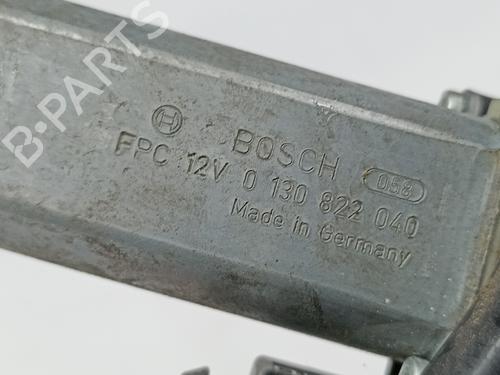 BOSCH 058
FPC 12V 0 130 822 040
Made in Germany
B-PARTS